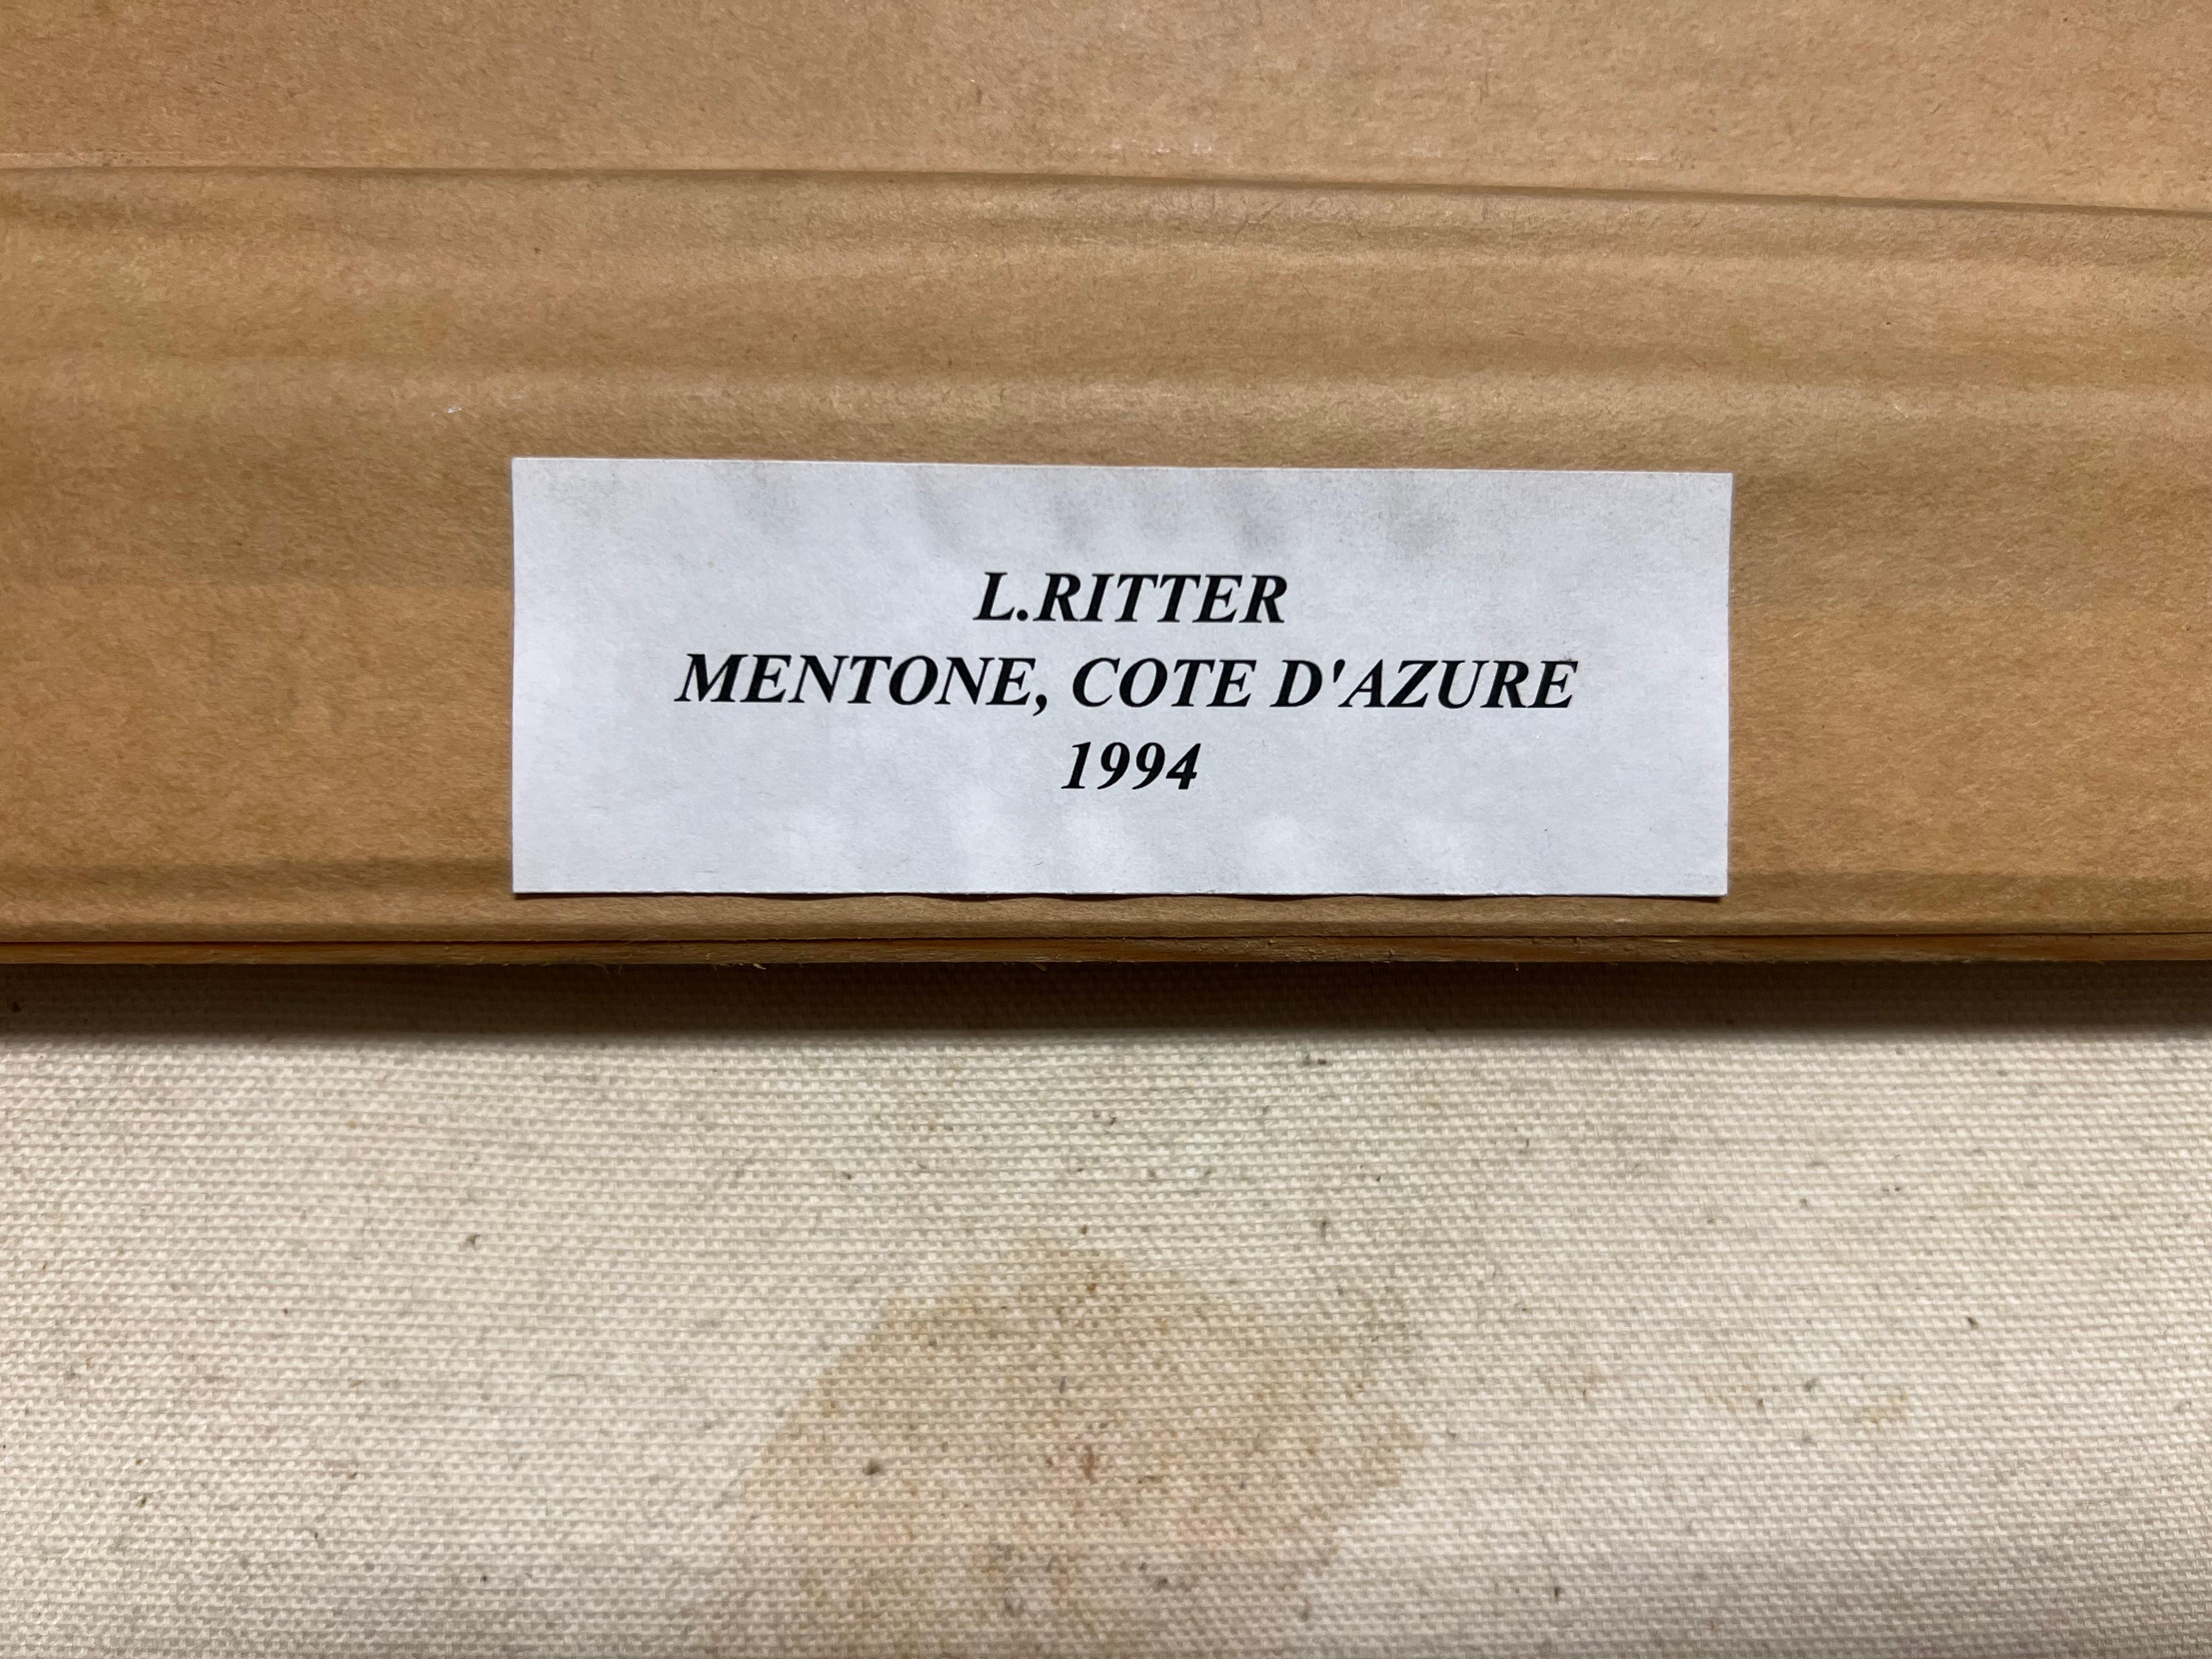 L.RITTER
MENTONE, COTE D'AZURE
1994